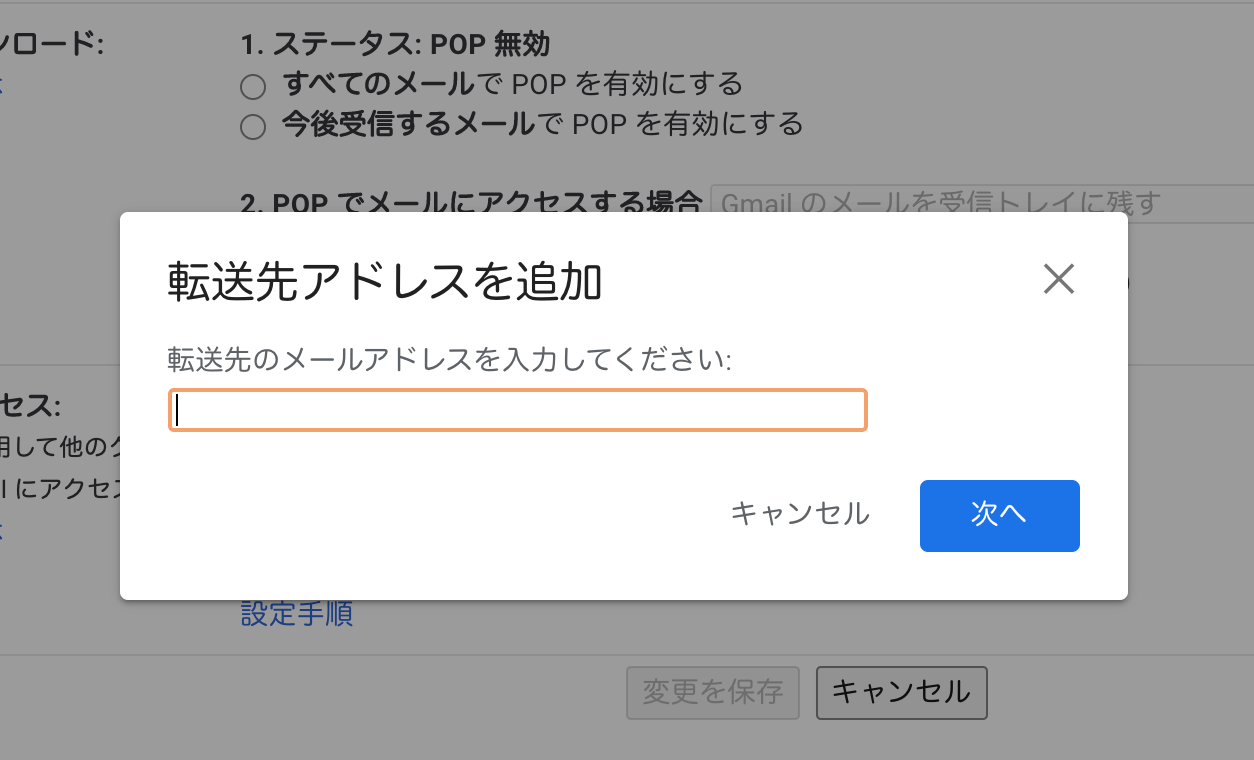 ンロード:
1. ステータス: POP 無効
すべてのメールで POP を有効にする
今後受信するメールで POP を有効にする
2. POP でメールにアクセスする場合 Gmail のメールを受信トレイに残す
転送先アドレスを追加
転送先のメールアドレスを入力してください:
セス:
用して他のク
l にアクセス
キャンセル 次へ
設定手順
変更を保存 キャンセル